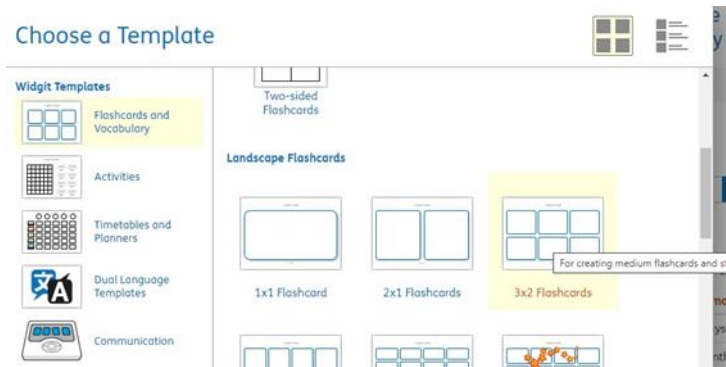 Choose a Template
Widgit Templates
Flashcards and
Vocabulary
Activities
Timetables and
Planners
Dual Language
Templates
Communication
Two-sided
Flashcards
Landscape Flashcards
1x1 Flashcard
2x1 Flashcards
3x2 Flashcards
For creating medium flashcards and